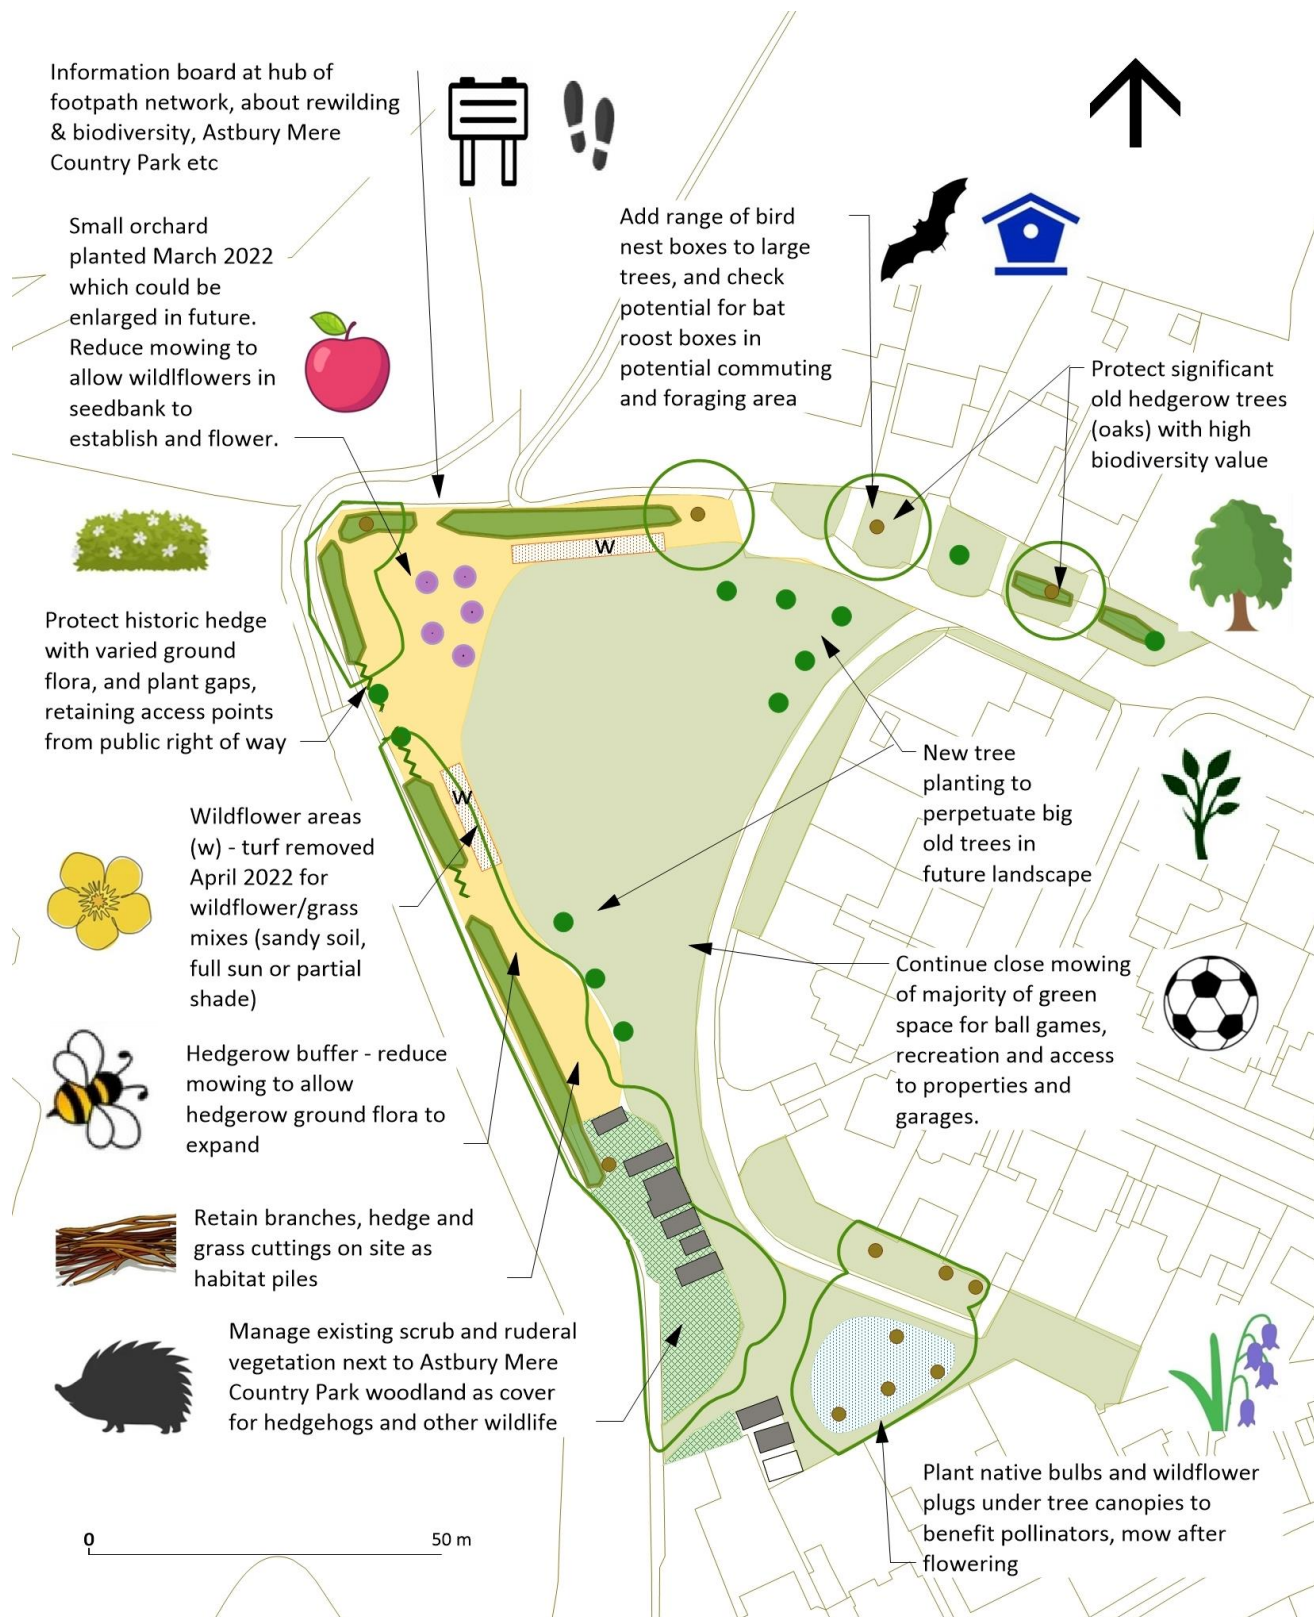 Information board at hub of
footpath network, about rewilding
& biodiversity, Astbury Mere
Country Park etc
Small orchard
planted March 2022
which could be
enlarged in future.
Reduce mowing to
allow wildlflowers in
seedbank to
establish and flower.
Add range of bird
nest boxes to large
trees, and check
potential for bat
roost boxes in
potential commuting
and foraging area
Protect significant
old hedgerow trees
(oaks) with high
biodiversity value
W
Protect historic hedge
with varied ground
flora, and plant gaps,
retaining access points
from public right of way
W
New tree
planting to
perpetuate big
old trees in
future landscape
Wildflower areas
(w) - turf removed
April 2022 for
wildflower/grass
mixes (sandy soil,
full sun or partial
shade)
Continue close mowing
of majority of green
space for ball games,
recreation and access
to properties and
garages.
Hedgerow buffer - reduce
mowing to allow
hedgerow ground flora to
expand
Retain branches, hedge and
grass cuttings on site as
habitat piles
Manage existing scrub and ruderal
vegetation next to Astbury Mere
Country Park woodland as cover
for hedgehogs and other wildlife
Plant native bulbs and wildflower
plugs under tree canopies to
benefit pollinators, mow after
flowering
0 50 m